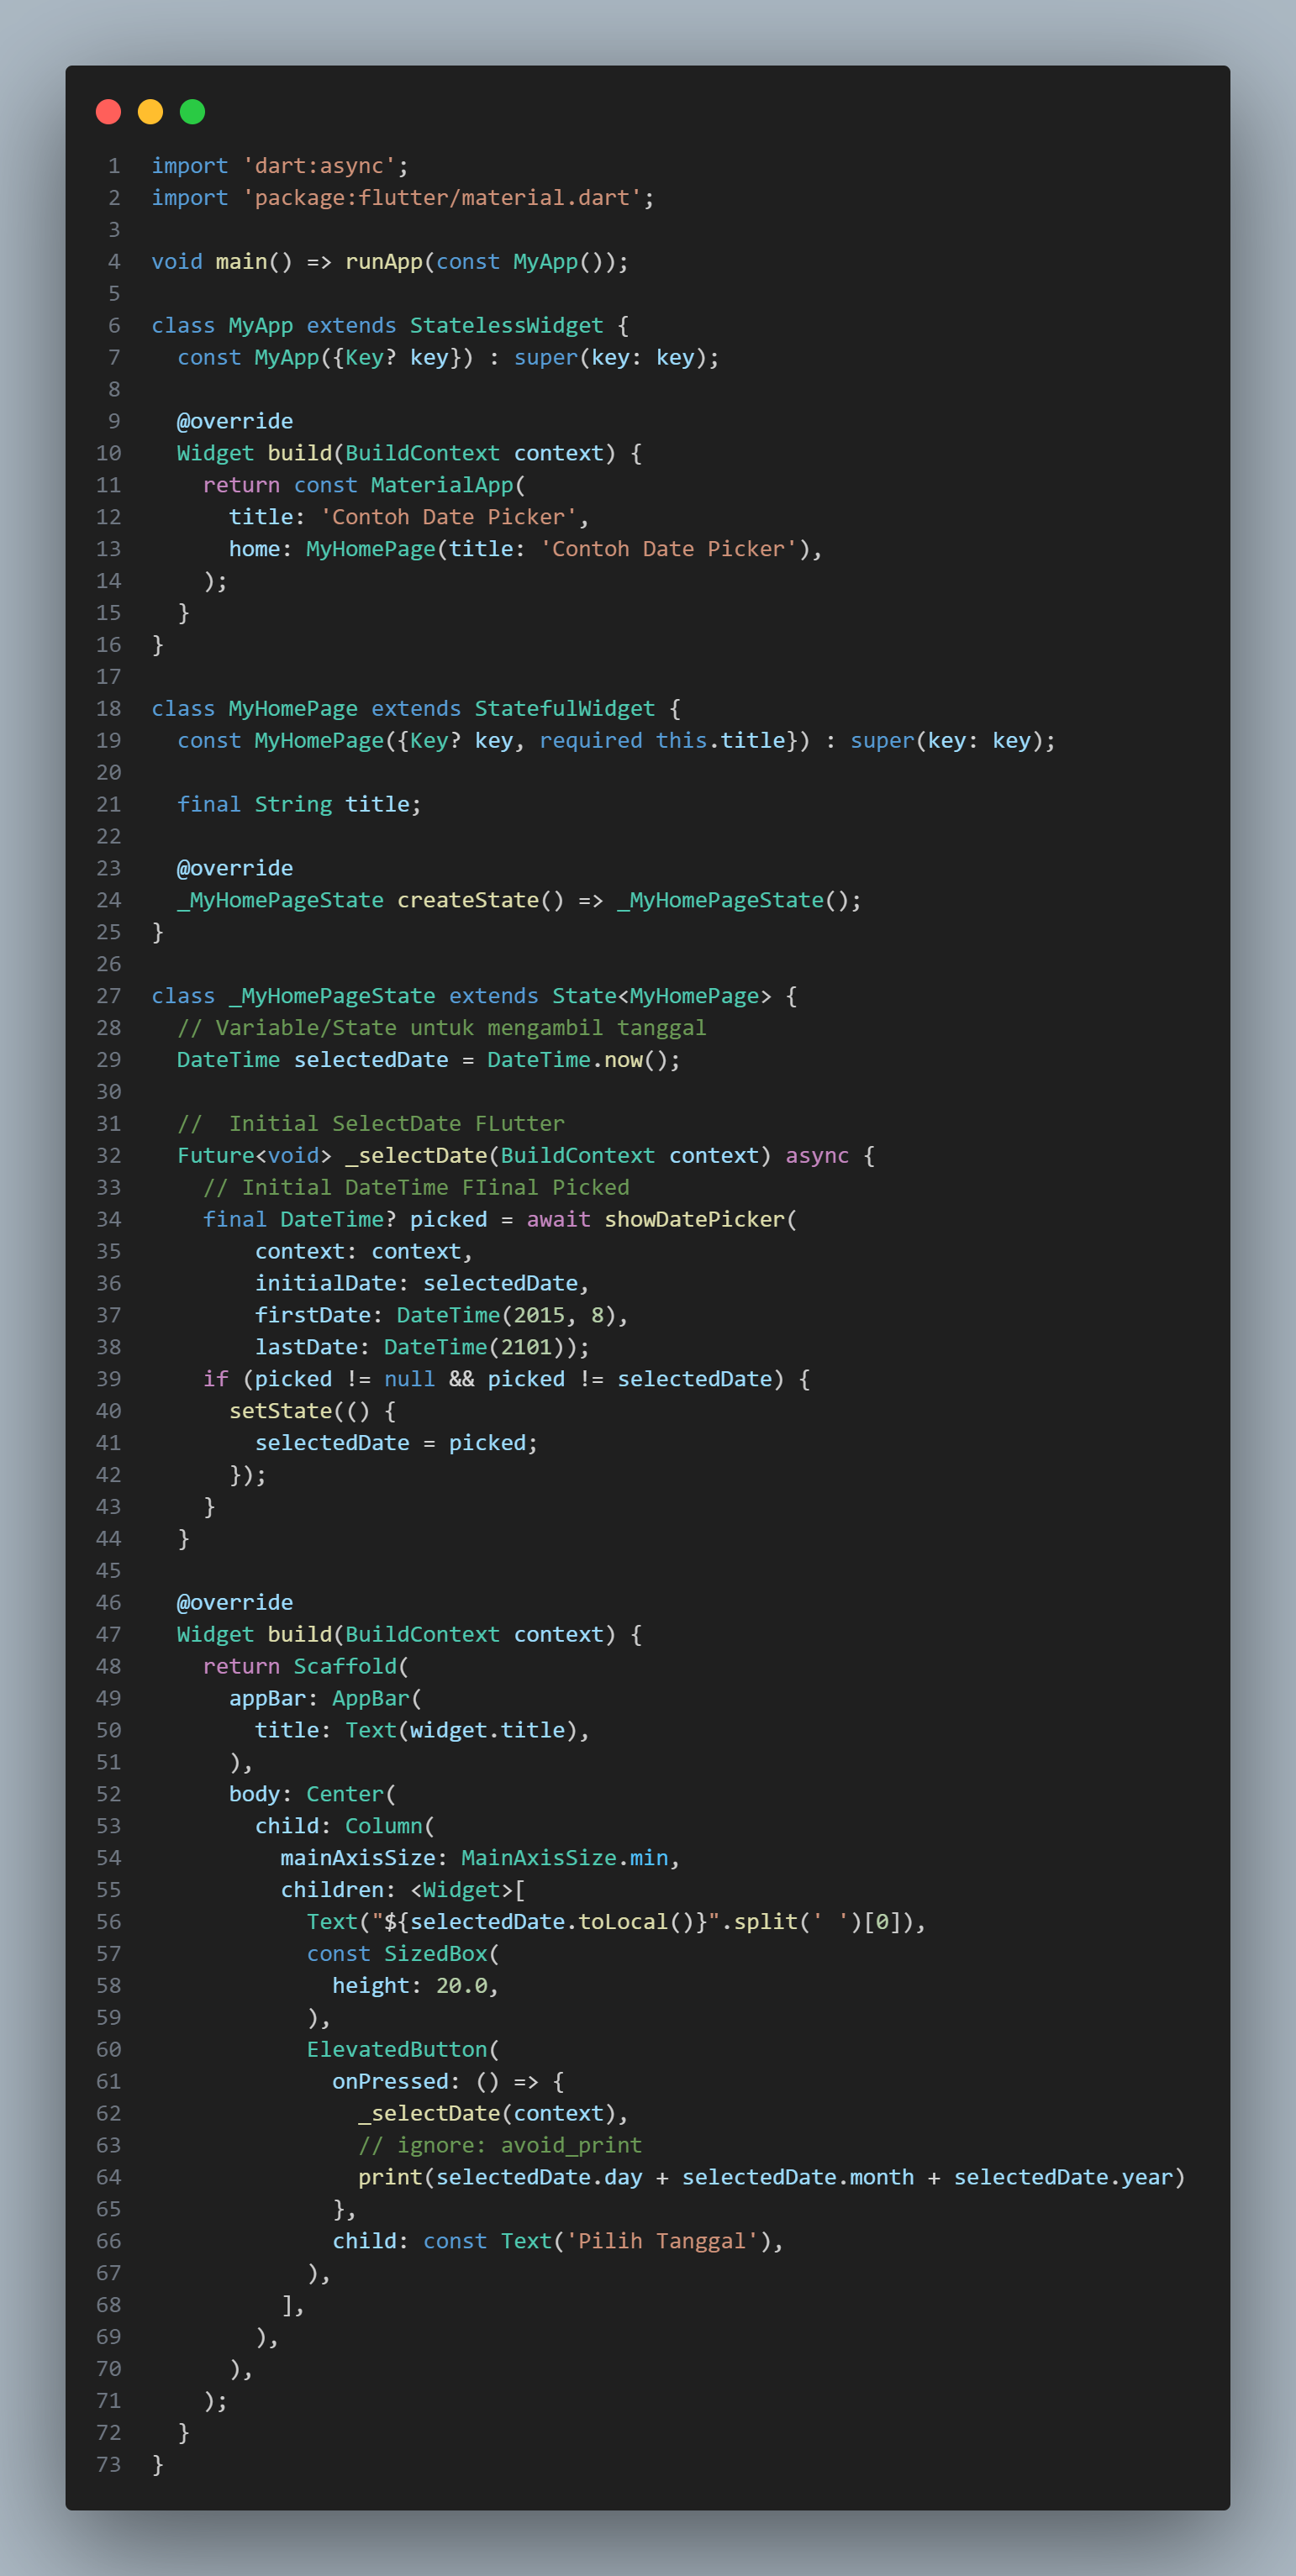 1 import 'dart:async';
2 import 'package:flutter/material.dart';
3
4 void main() => runApp(const MyApp());
5
6 class MyApp extends StatelessWidget {
7   const MyApp({Key? key}) : super(key: key);
8
9   @override
10   Widget build(BuildContext context) {
11     return const MaterialApp(
12       title: 'Contoh Date Picker',
13       home: MyHomePage(title: 'Contoh Date Picker'),
14     );
15   }
16 }
17
18 class MyHomePage extends StatefulWidget {
19   const MyHomePage({Key? key, required this.title}) : super(key: key);
20
21   final String title;
22
23   @override
24   _MyHomePageState createState() => _MyHomePageState();
25 }
26
27 class _MyHomePageState extends State<MyHomePage> {
28   // Variable/State untuk mengambil tanggal
29   DateTime selectedDate = DateTime.now();
30
31   //  Initial SelectDate FLutter
32   Future<void> _selectDate(BuildContext context) async {
33     // Initial DateTime FIinal Picked
34     final DateTime? picked = await showDatePicker(
35         context: context,
36         initialDate: selectedDate,
37         firstDate: DateTime(2015, 8),
38         lastDate: DateTime(2101));
39     if (picked != null && picked != selectedDate) {
40       setState(() {
41         selectedDate = picked;
42       });
43     }
44   }
45
46   @override
47   Widget build(BuildContext context) {
48     return Scaffold(
49       appBar: AppBar(
50         title: Text(widget.title),
51       ),
52       body: Center(
53         child: Column(
54           mainAxisSize: MainAxisSize.min,
55           children: <Widget>[
56             Text("${selectedDate.toLocal()}".split(' ')[0]),
57             const SizedBox(
58               height: 20.0,
59             ),
60             ElevatedButton(
61               onPressed: () => {
62                 _selectDate(context),
63                 // ignore: avoid_print
64                 print(selectedDate.day + selectedDate.month + selectedDate.year)
65               },
66               child: const Text('Pilih Tanggal'),
67             ),
68           ],
69         ),
70       ),
71     );
72   }
73 }